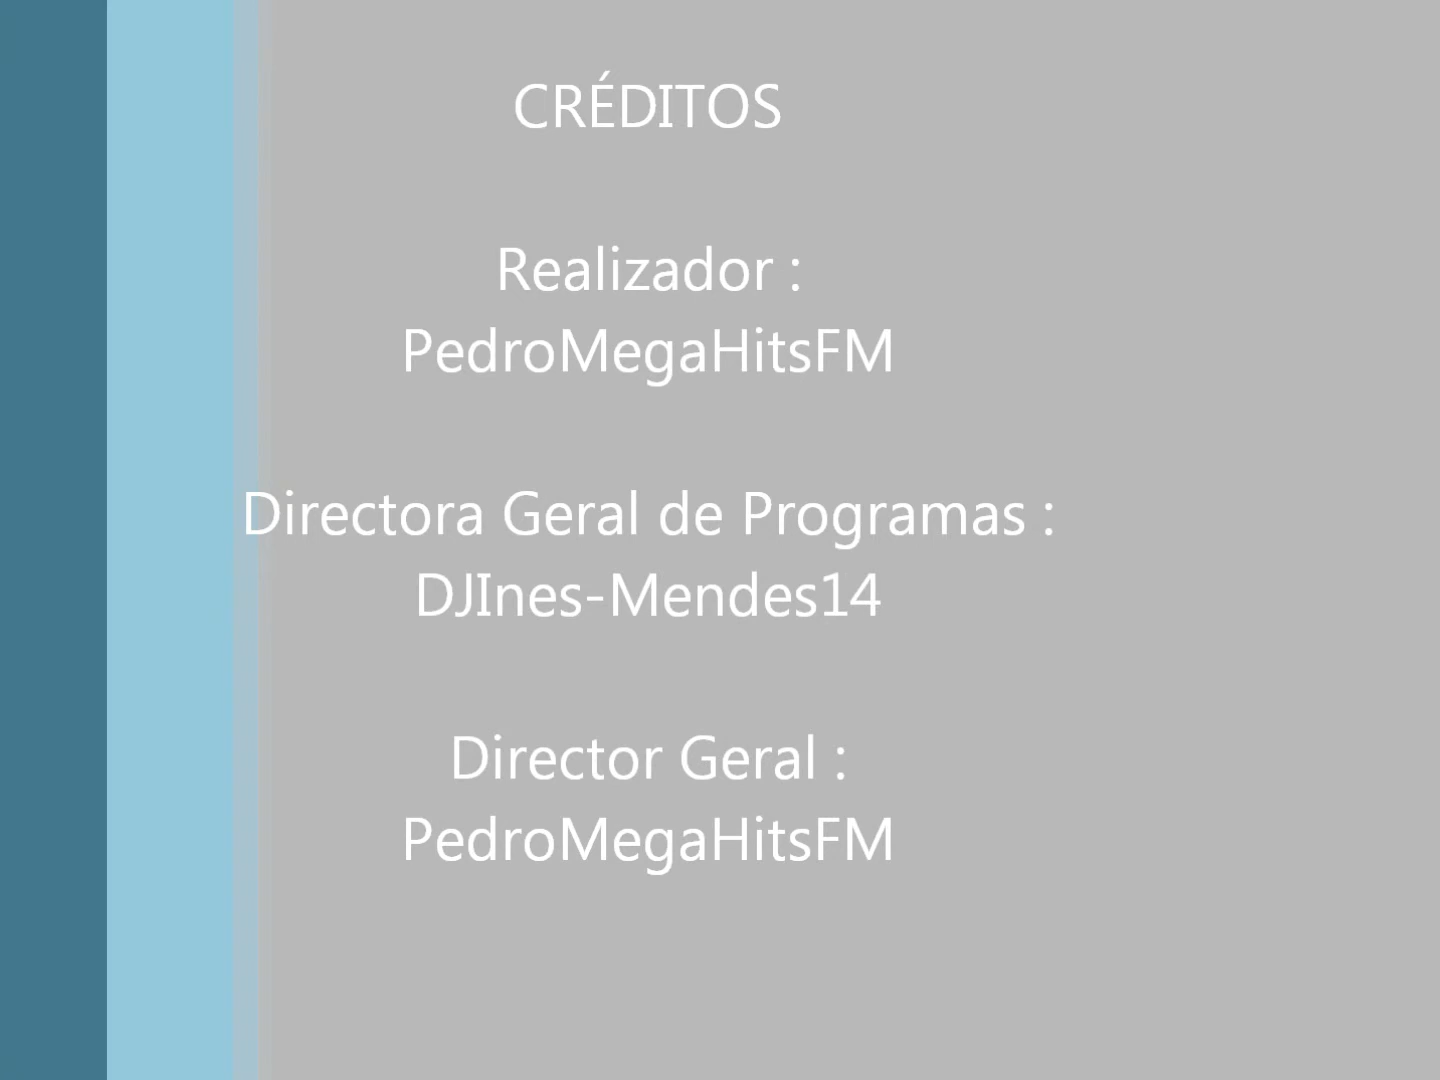 CRÉDITOS
Realizador :
PedroMegaHitsFM
Directora Geral de Programas :
DJInes-Mendes14
Director Geral :
PedroMegaHitsFM